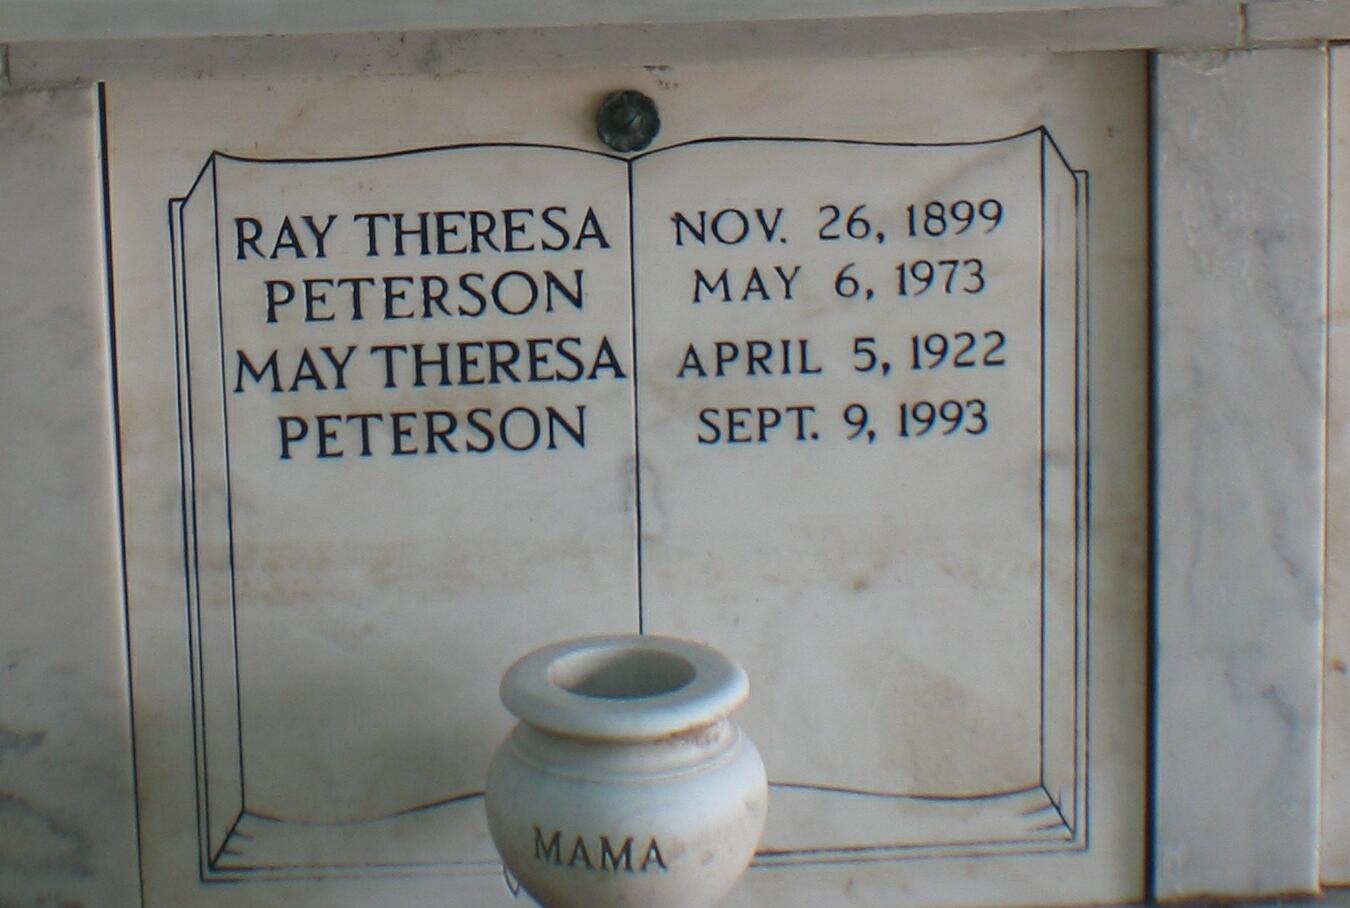 RAY THERESA
PETERSON
MAY THERESA
PETERSON
NOV. 26, 1899
MAY 6, 1973
APRIL 5, 1922
SEPT. 9, 1993
MAMA